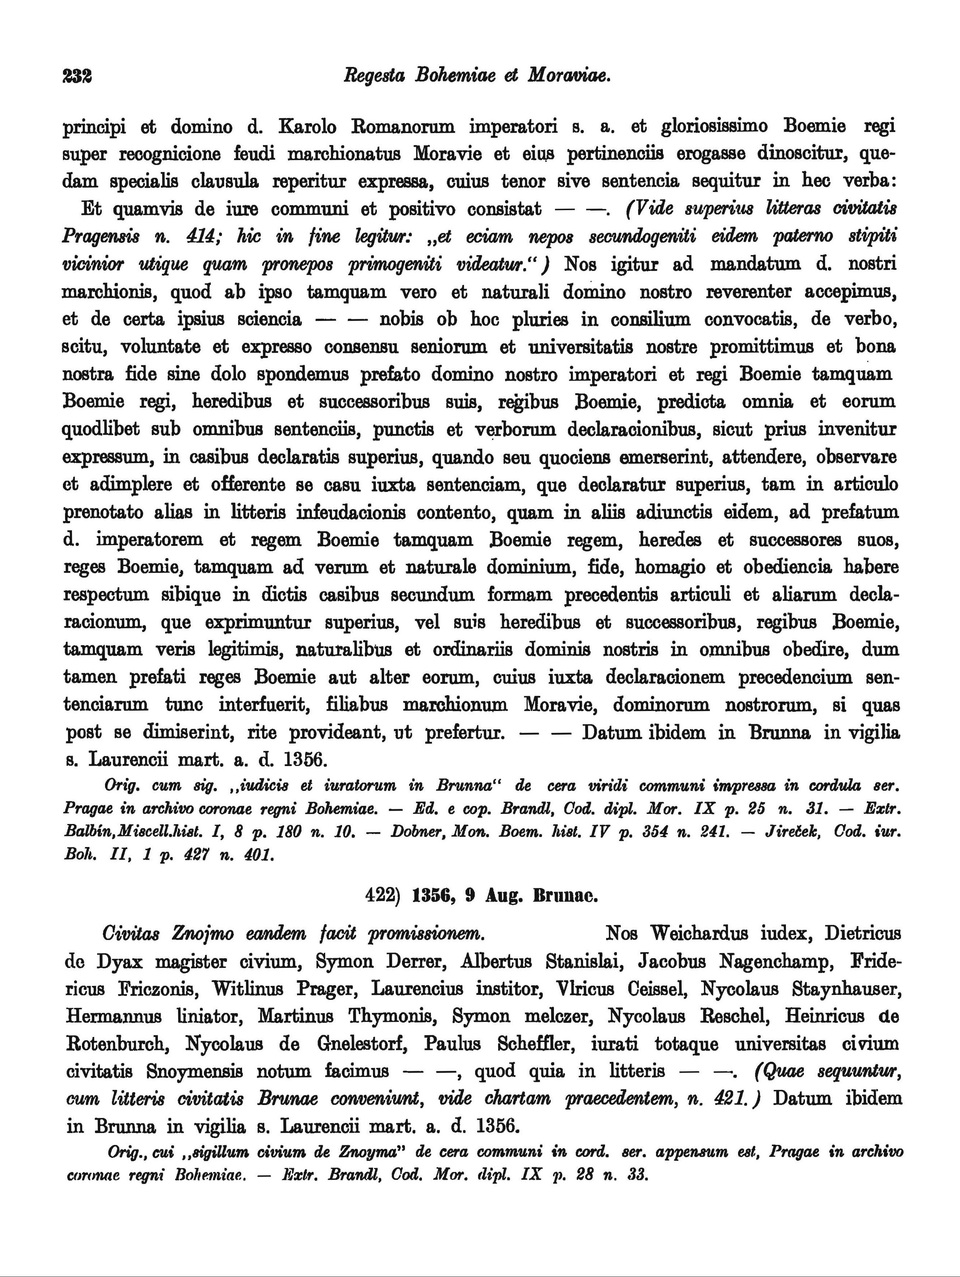 232 Regesta Bohemiae et Moraviae.
principi et domino d. Karolo Romanorum imperatori s. a. et gloriosissimo Boemie regi
super recognicione feudi marchionatus Moravie et eius pertinenciis erogasse dinoscitur, que-
dam specialis clausula reperitur expressa, cuius tenor sive sentencia sequitur in hec verba:
Et quamvis de iure communi et positivo consistat — —. (Vide superius litteras civitatis
Pragensis n. 414; hic in fine legitur: „et eciam nepos secundogeniti eidem paterno stipiti
vicinior utique quam pronepos primogeniti videatur.“) Nos igitur ad mandatum d. nostri
marchionis, quod ab ipso tamquam vero et naturali domino nostro reverenter accepimus,
et de certa ipsius sciencia — — nobis ob hoc pluries in consilium convocatis, de verbo,
scitu, voluntate et expresso consensu seniorum et universitatis nostre promittimus et bona
nostra fide sine dolo spondemus prefato domino nostro imperatori et regi Boemie tamquam
Boemie regi, heredibus et successoribus suis, regibus Boemie, predicta omnia et eorum
quodlibet sub omnibus sentenciis, punctis et verborum declaracionibus, sicut prius invenitur
expressum, in casibus declaratis superius, quando seu quociens emerserint, attendere, observare
et adimplere et offerente se casu iuxta sentenciam, que declaratur superius, tam in articulo
prenotato alias in litteris infeudacionis contento, quam in aliis adiunctis eidem, ad prefatum
d. imperatorem et regem Boemie tamquam Boemie regem, heredes et successores suos,
reges Boemie, tamquam ad verum et naturale dominium, fide, homagio et obediencia habere
respectum sibique in dictis casibus secundum formam precedentis articuli et aliarum decla-
racionum, que exprimuntur superius, vel suis heredibus et successoribus, regibus Boemie,
tamquam veris legitimis, naturalibus et ordinariis dominis nostris in omnibus obedire, dum
tamen prefati reges Boemie aut alter eorum, cuius iuxta declaracionem precedencium sen-
tenciarum tunc interfuerit, filiabus marchionum Moravie, dominorum nostrorum, si quas
post se dimiserint, rite provideant, ut prefertur. — — Datum ibidem in Brunna in vigilia
s. Laurencii mart. a. d. 1356.
Orig. cum sig. „iudicis et iuratorum in Brunna“ de cera viridi communi impressa in cordula ser.
Pragae in archivo coronae regni Bohemiae. — Ed. e cop. Brandl, Cod. dipl. Mor. IX p. 25 n. 31. — Extr.
Balbín, Miscell. hist. I, 8 p. 180 n. 10. — Dobner, Mon. Boem. hist. IV p. 354 n. 241. — Jireček, Cod. iur.
Boh. II, 1 p. 427 n. 401.
422) 1356, 9 Aug. Brunae.
Civitas Znojmo eandem facit promissionem. Nos Weichardus iudex, Dietricus
de Dyax magister civium, Symon Derrer, Albertus Stanislai, Jacobus Nagenchamp, Fride-
ricus Friczonis, Witlinus Prager, Laurencius institor, Vlricus Ceissel, Nycolaus Staynhauser,
Hermannus liniator, Martinus Thymonis, Symon melczer, Nycolaus Reschel, Heinricus de
Rotenburch, Nycolaus de Gnelestorf, Paulus Scheffler, iurati totaque universitas civium
civitatis Snoymensis notum facimus — —, quod quia in litteris — —. (Quae sequuntur,
cum litteris civitatis Brunae conveniunt, vide chartam praecedentem, n. 421.) Datum ibidem
in Brunna in vigilia s. Laurencii mart. a. d. 1356.
Orig., cui „sigillum civium de Znoyma” de cera communi in cord. ser. appensum est, Pragae in archivo
coronae regni Bohemiae. — Extr. Brandl, Cod. Mor. dipl. IX p. 28 n. 33.